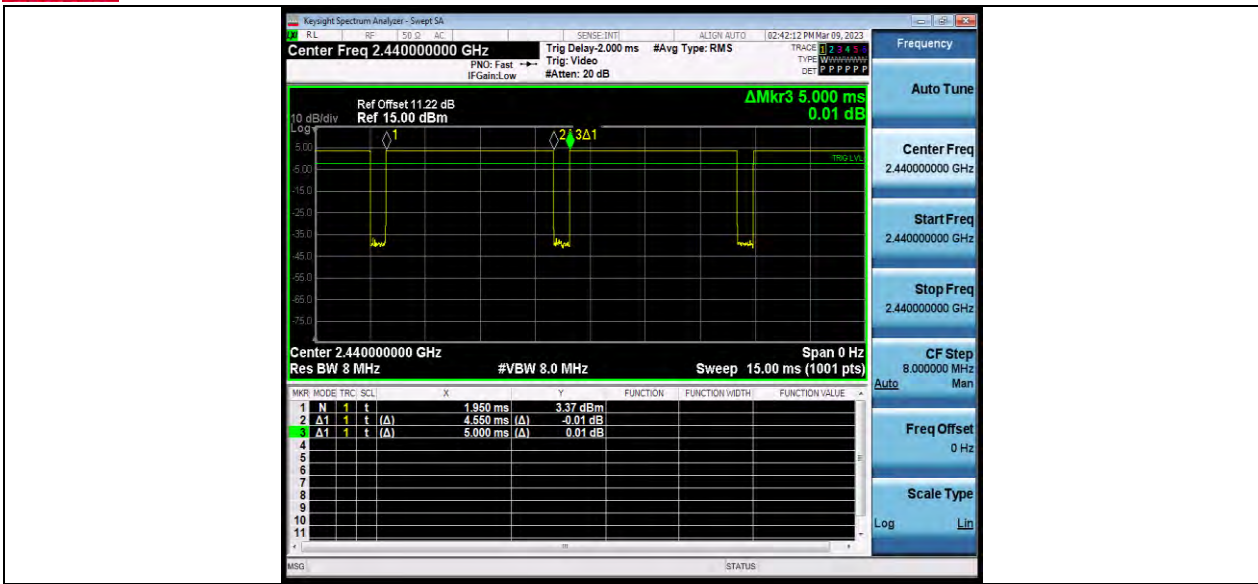 Keysight Spectrum Analyzer - Swept SA
RL RF 50 Ω AC SENSE:INT ALIGN AUTO 02:42:12 PM Mar 09, 2023
Center Freq 2.440000000 GHz
Trig Delay-2.000 ms #Avg Type: RMS
TRACE 1 2 3 4 5 6
PNO: Fast Trig: Video
TYPE WWWWWW
IFGain:Low #Atten: 20 dB
DET P P P P P P
Frequency
ΔMkr3 5.000 ms
0.01 dB
Ref Offset 11.22 dB
10 dB/div Ref 15.00 dBm
Log
1 2 3Δ1
5.00
TRIG LVL
-5.00
-15.0
-25.0
-35.0
-45.0
-55.0
-65.0
-75.0
Center 2.440000000 GHz Span 0 Hz
Res BW 8 MHz #VBW 8.0 MHz Sweep 15.00 ms (1001 pts)
MKR MODE TRC SCL X Y FUNCTION FUNCTION WIDTH FUNCTION VALUE
1 N 1 t 1.950 ms 3.37 dBm
2 Δ1 1 t (Δ) 4.550 ms (Δ) -0.01 dB
3 Δ1 1 t (Δ) 5.000 ms (Δ) 0.01 dB
4
5
6
7
8
9
10
11
MSG STATUS
Auto Tune
Center Freq
2.440000000 GHz
Start Freq
2.440000000 GHz
Stop Freq
2.440000000 GHz
CF Step
8.000000 MHz
Auto Man
Freq Offset
0 Hz
Scale Type
Log Lin